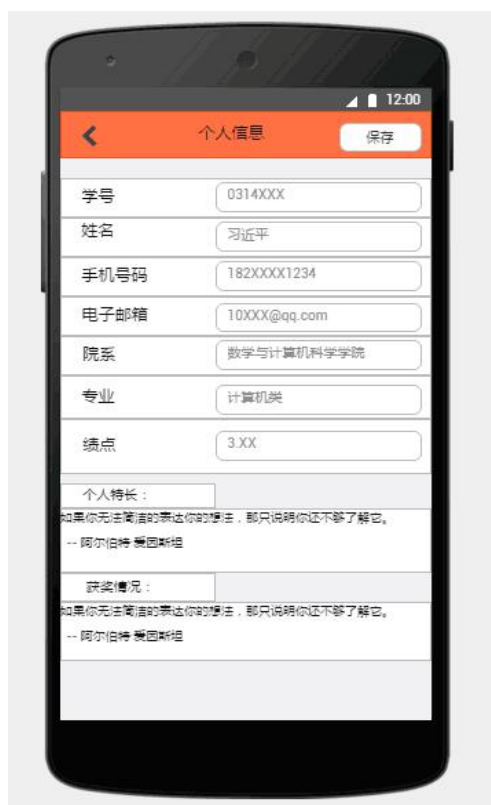 12:00
个人信息
保存
学号
0314XXX
姓名
习近平
手机号码
182XXXX1234
电子邮箱
10XXX@qq.com
院系
数学与计算机科学学院
专业
计算机类
绩点
3.XX
个人特长：
如果你无法简洁的表达你的想法，那只说明你还不够了解它。
-- 阿尔伯特 爱因斯坦
获奖情况：
如果你无法简洁的表达你的想法，那只说明你还不够了解它。
-- 阿尔伯特 爱因斯坦